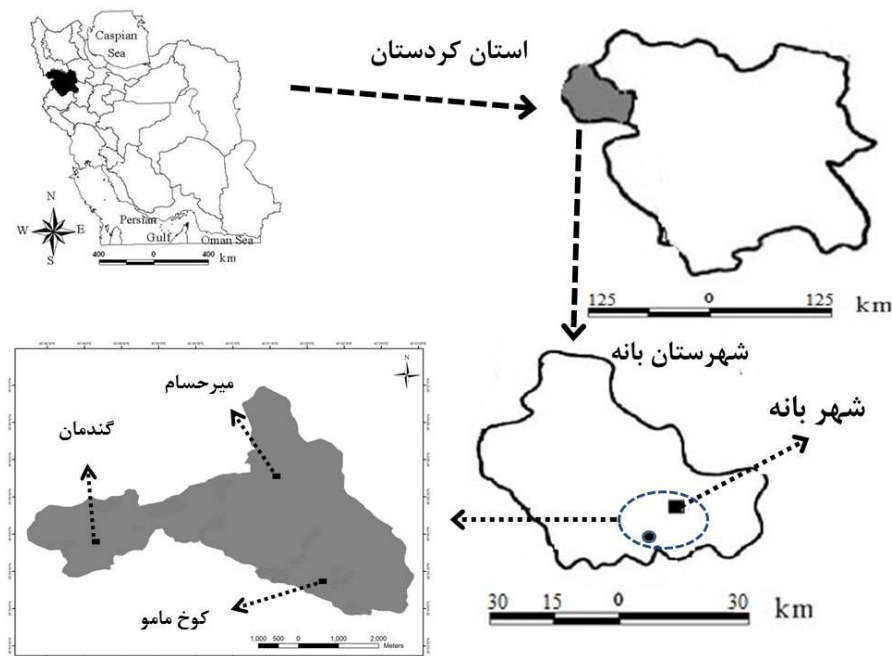 Caspian
Sea
استان کردستان
N
W E
S
Persian
Gulf
Oman Sea
400 0 400
km
125 0 125
km
شهرستان بانه
شهر بانه
میرحسام
گندمان
N
کوخ مامو
1,000 500 0 1,000 2,000
Meters
30 15 0 30
km